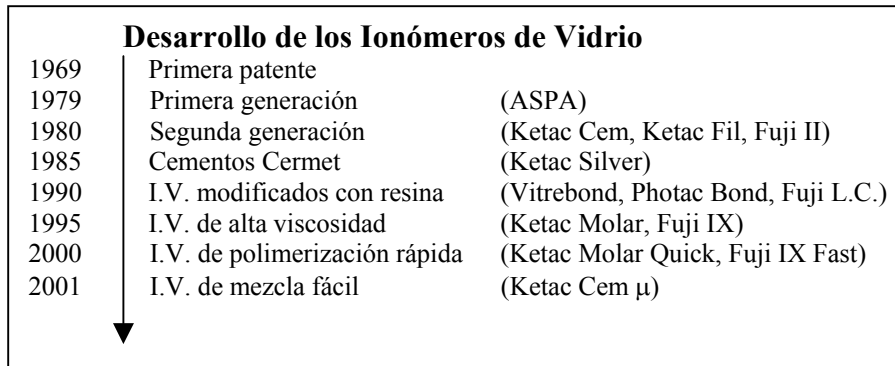 Desarrollo de los Ionómeros de Vidrio
1969 Primera patente
1979 Primera generación (ASPA)
1980 Segunda generación (Ketac Cem, Ketac Fil, Fuji II)
1985 Cementos Cermet (Ketac Silver)
1990 I.V. modificados con resina (Vitrebond, Photac Bond, Fuji L.C.)
1995 I.V. de alta viscosidad (Ketac Molar, Fuji IX)
2000 I.V. de polimerización rápida (Ketac Molar Quick, Fuji IX Fast)
2001 I.V. de mezcla fácil (Ketac Cem μ)